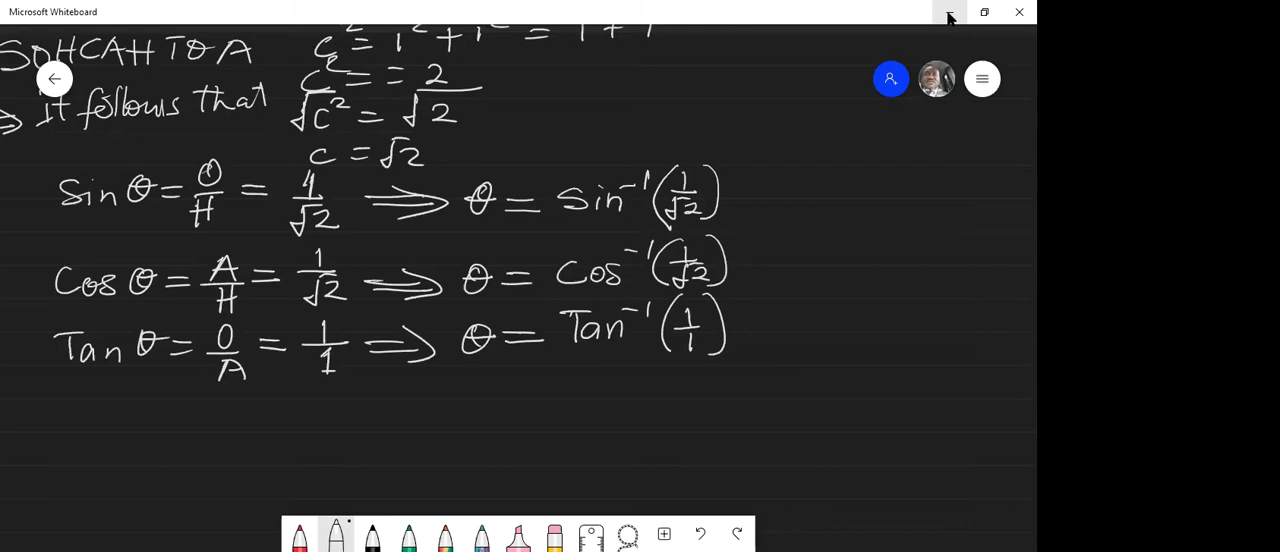 Microsoft Whiteboard
SOHCAHTOA
c² = 1² + 1² = 1 + 1
c² = = 2
⇒ It follows that
√c² = √2
c = √2
Sin θ = O/H = 1/√2 ⟹ θ = Sin⁻¹(1/√2)
Cos θ = A/H = 1/√2 ⟹ θ = Cos⁻¹(1/√2)
Tan θ = O/A = 1/1 ⟹ θ = Tan⁻¹(1/1)